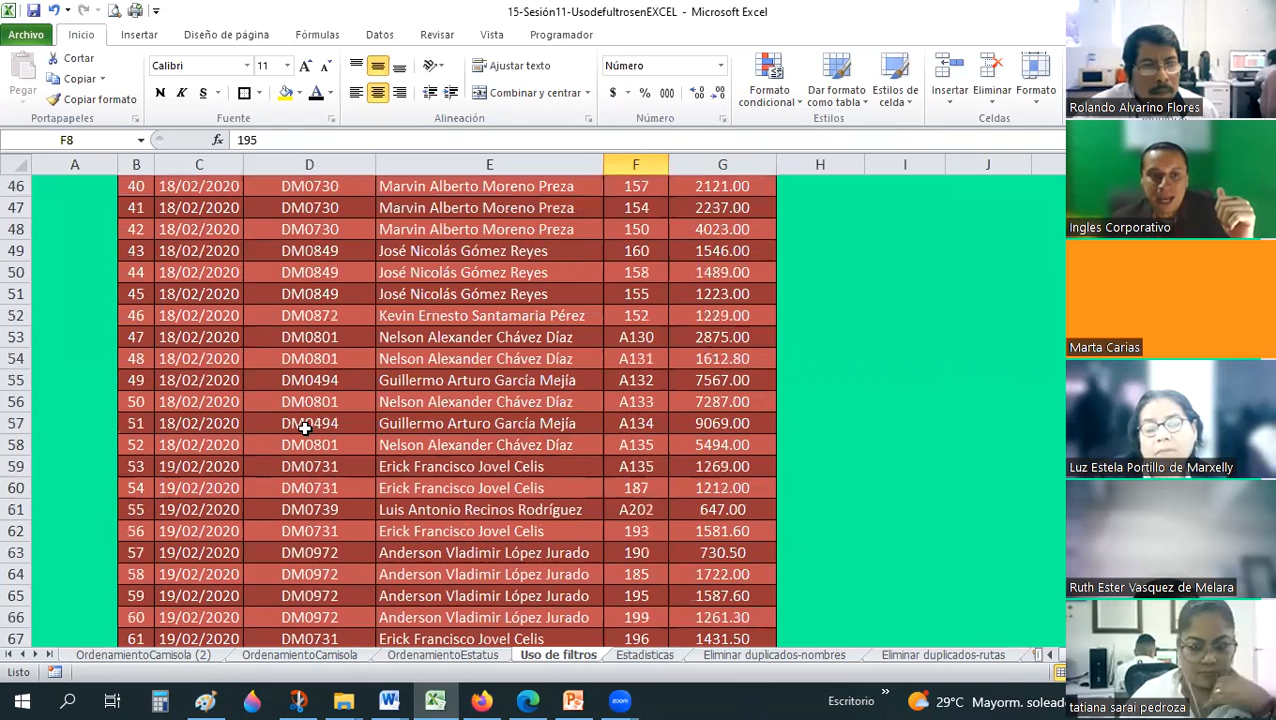 15-Sesión11-UsodefultrosenEXCEL - Microsoft Excel
Archivo Inicio Insertar Diseño de página Fórmulas Datos Revisar Vista Programador
Pegar Cortar Copiar Copiar formato
Portapapeles
Calibri 11
N K S A
Fuente
Ajustar texto
Combinar y centrar
Alineación
Número
$ % 000
Número
Formato condicional Dar formato como tabla Estilos de celda
Estilos
Insertar Eliminar Formato
Celdas
F8 fx 195
A B C D E F G H I J
46 40 18/02/2020 DM0730 Marvin Alberto Moreno Preza 157 2121.00
47 41 18/02/2020 DM0730 Marvin Alberto Moreno Preza 154 2237.00
48 42 18/02/2020 DM0730 Marvin Alberto Moreno Preza 150 4023.00
49 43 18/02/2020 DM0849 José Nicolás Gómez Reyes 160 1546.00
50 44 18/02/2020 DM0849 José Nicolás Gómez Reyes 158 1489.00
51 45 18/02/2020 DM0849 José Nicolás Gómez Reyes 155 1223.00
52 46 18/02/2020 DM0872 Kevin Ernesto Santamaria Pérez 152 1229.00
53 47 18/02/2020 DM0801 Nelson Alexander Chávez Díaz A130 2875.00
54 48 18/02/2020 DM0801 Nelson Alexander Chávez Díaz A131 1612.80
55 49 18/02/2020 DM0494 Guillermo Arturo García Mejía A132 7567.00
56 50 18/02/2020 DM0801 Nelson Alexander Chávez Díaz A133 7287.00
57 51 18/02/2020 DM0494 Guillermo Arturo García Mejía A134 9069.00
58 52 18/02/2020 DM0801 Nelson Alexander Chávez Díaz A135 5494.00
59 53 19/02/2020 DM0731 Erick Francisco Jovel Celis A135 1269.00
60 54 19/02/2020 DM0731 Erick Francisco Jovel Celis 187 1212.00
61 55 19/02/2020 DM0739 Luis Antonio Recinos Rodríguez A202 647.00
62 56 19/02/2020 DM0731 Erick Francisco Jovel Celis 193 1581.60
63 57 19/02/2020 DM0972 Anderson Vladimir López Jurado 190 730.50
64 58 19/02/2020 DM0972 Anderson Vladimir López Jurado 185 1722.00
65 59 19/02/2020 DM0972 Anderson Vladimir López Jurado 195 1587.60
66 60 19/02/2020 DM0972 Anderson Vladimir López Jurado 199 1261.30
67 61 19/02/2020 DM0731 Erick Francisco Jovel Celis 196 1431.50
OrdenamientoCamisola (2) OrdenamientoCamisola OrdenamientoEstatus Uso de filtros Estadisticas Eliminar duplicados-nombres Eliminar duplicados-rutas
Listo
Escritorio » 29°C Mayorm. soleado
zoom
Rolando Alvarino Flores
Ingles Corporativo
Marta Carias
Luz Estela Portillo de Marxelly
Ruth Ester Vasquez de Melara
tatiana sarai pedroza